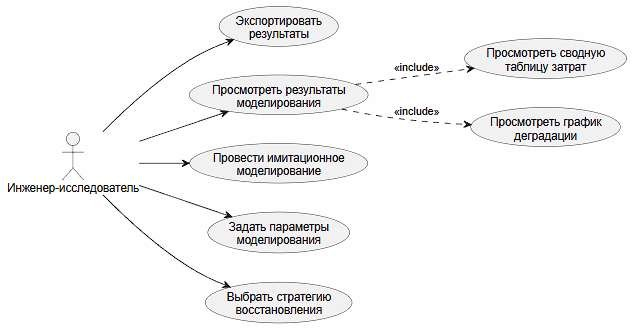 Экспортировать
результаты
Просмотреть результаты
моделирования
«include»
Просмотреть сводную
таблицу затрат
«include»
Просмотреть график
деградации
Инженер-исследователь
Провести имитационное
моделирование
Задать параметры
моделирования
Выбрать стратегию
восстановления